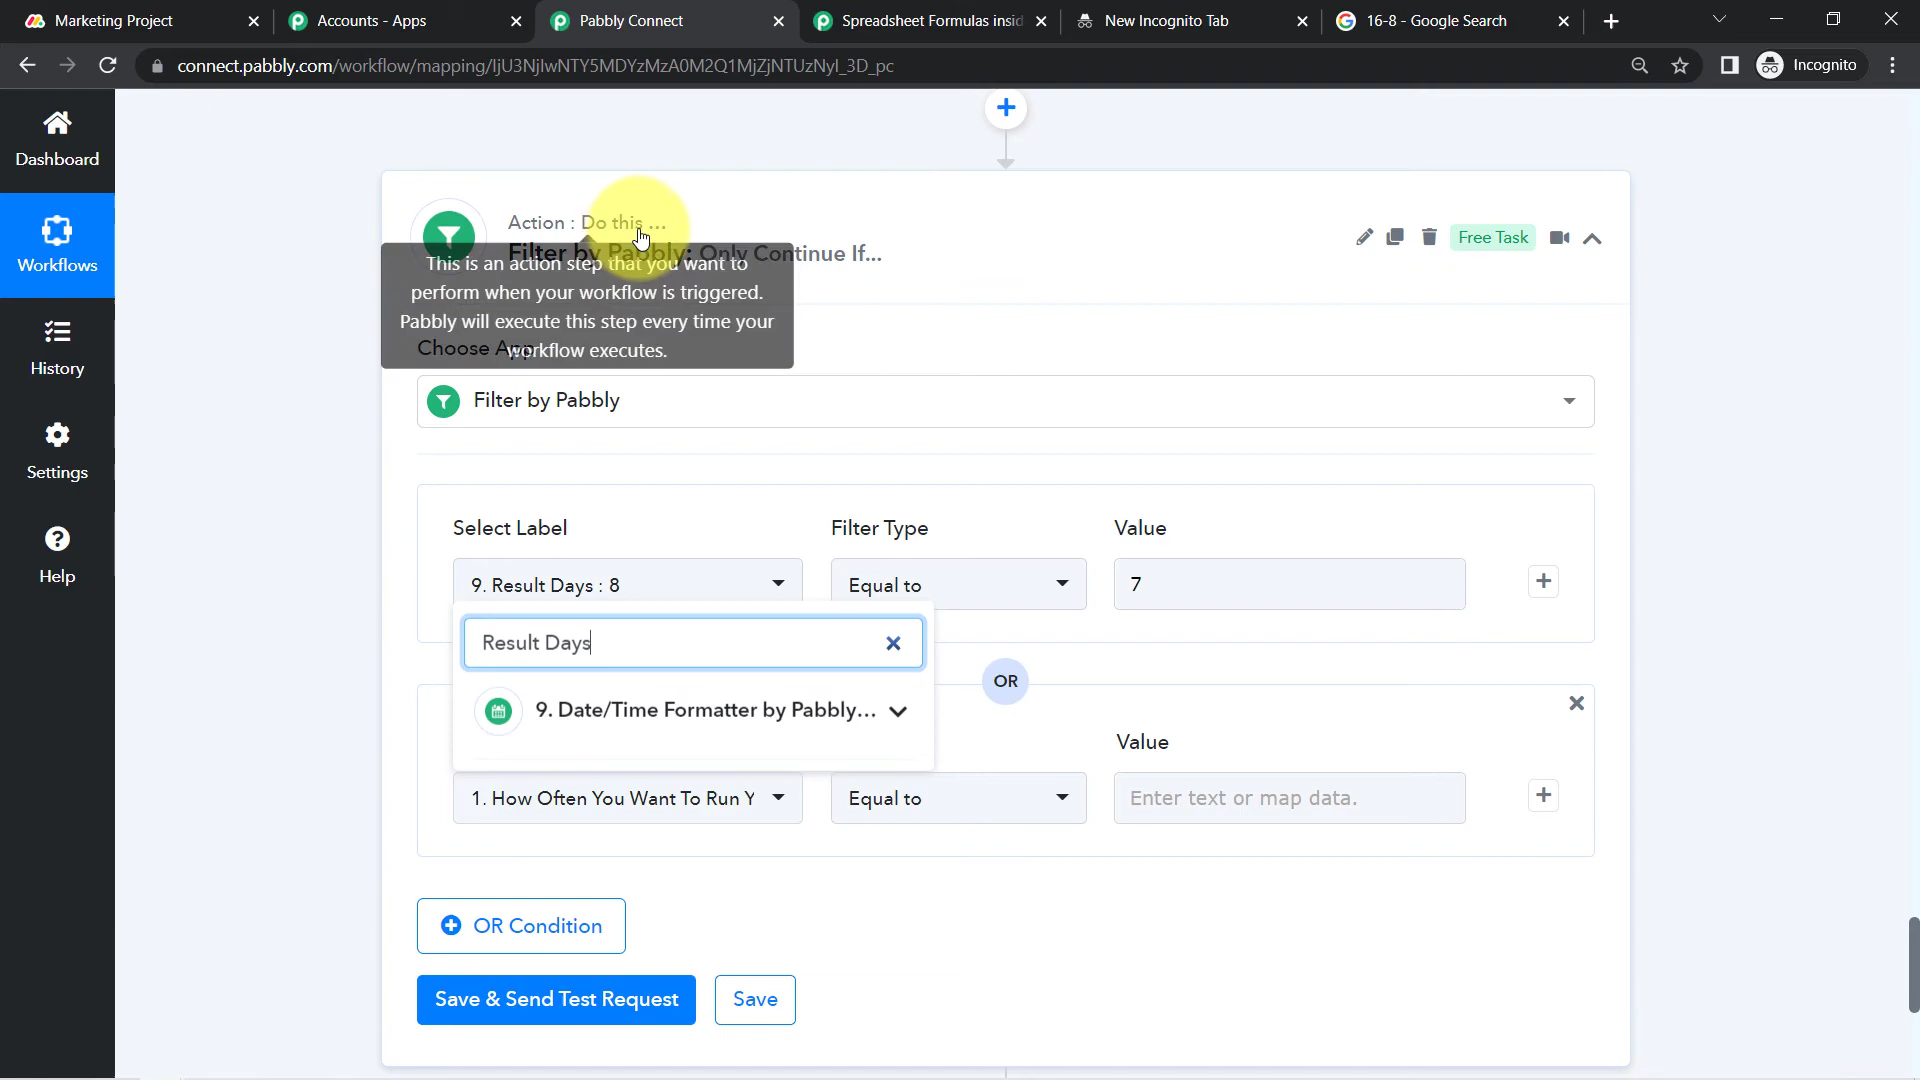 Marketing Project
Accounts - Apps
Pabbly Connect
Spreadsheet Formulas insid
New Incognito Tab
16-8 - Google Search
connect.pabbly.com/workflow/mapping/IjU3NjIwNTY5MDYzMzA0M2Q1MjZjNTUzNyI_3D_pc
Incognito
Dashboard
Workflows
History
Settings
Help
Action : Do this ...
Filter by Pabbly: Only Continue If...
Free Task
This is an action step that you want to
perform when your workflow is triggered.
Pabbly will execute this step every time your
workflow executes.
Choose App
Filter by Pabbly
Select Label
Filter Type
Value
9. Result Days : 8
Equal to
7
Result Days
9. Date/Time Formatter by Pabbly...
OR
Value
1. How Often You Want To Run Y
Equal to
Enter text or map data.
OR Condition
Save & Send Test Request
Save